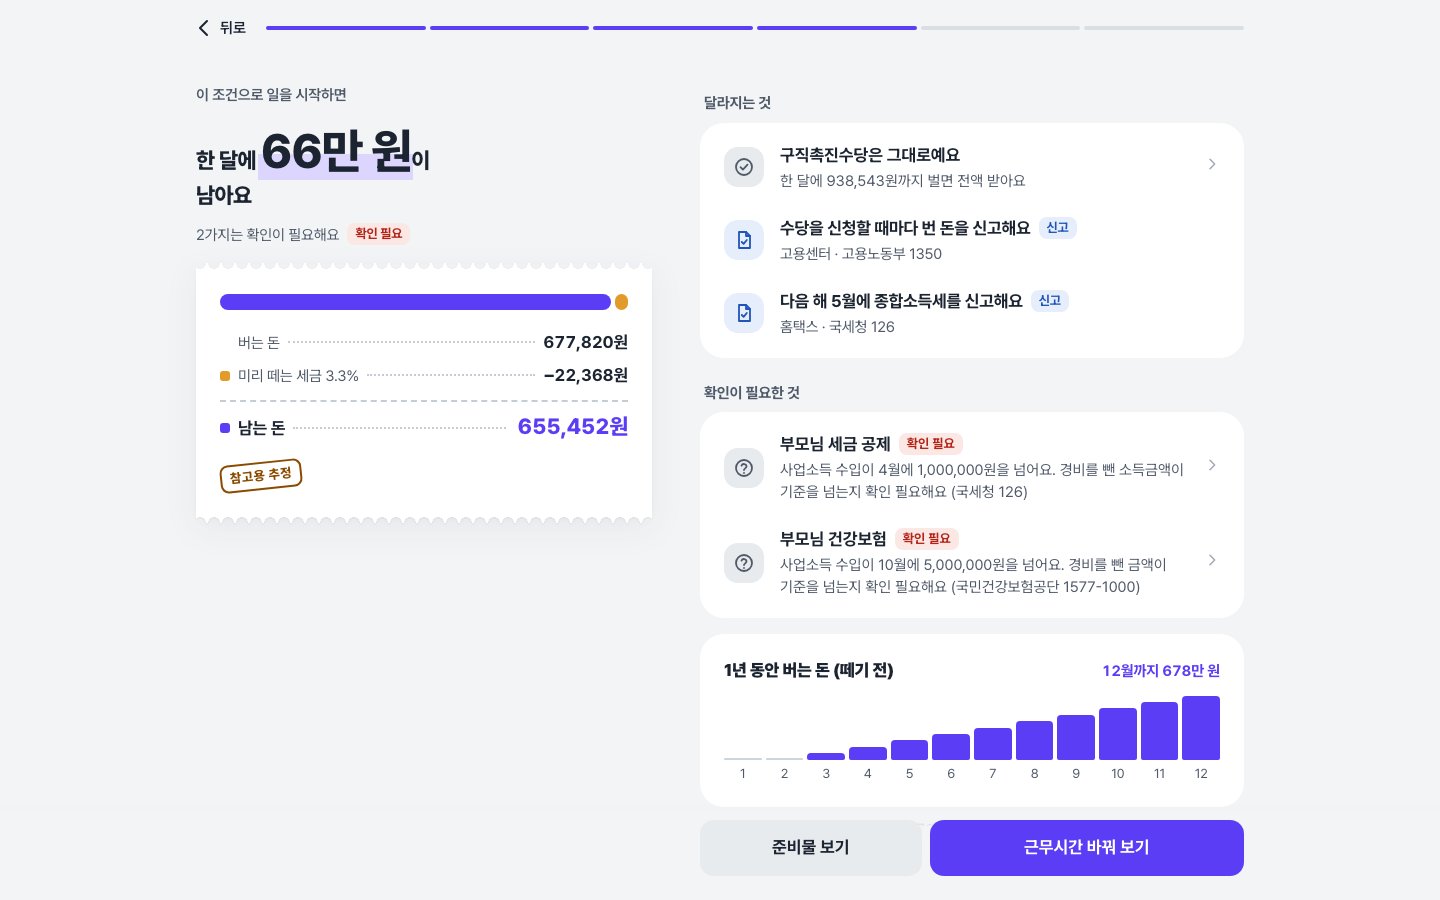 뒤로
이 조건으로 일을 시작하면
한 달에 66만 원이
남아요
2가지는 확인이 필요해요 확인 필요
버는 돈 677,820원
미리 떼는 세금 3.3% −22,368원
남는 돈 655,452원
참고용 추정
달라지는 것
구직촉진수당은 그대로예요
한 달에 938,543원까지 벌면 전액 받아요
수당을 신청할 때마다 번 돈을 신고해요 신고
고용센터 · 고용노동부 1350
다음 해 5월에 종합소득세를 신고해요 신고
홈택스 · 국세청 126
확인이 필요한 것
부모님 세금 공제 확인 필요
사업소득 수입이 4월에 1,000,000원을 넘어요. 경비를 뺀 소득금액이
기준을 넘는지 확인 필요해요 (국세청 126)
부모님 건강보험 확인 필요
사업소득 수입이 10월에 5,000,000원을 넘어요. 경비를 뺀 금액이
기준을 넘는지 확인 필요해요 (국민건강보험공단 1577-1000)
1년 동안 버는 돈 (떼기 전) 12월까지 678만 원
1 2 3 4 5 6 7 8 9 10 11 12
준비물 보기 근무시간 바꿔 보기